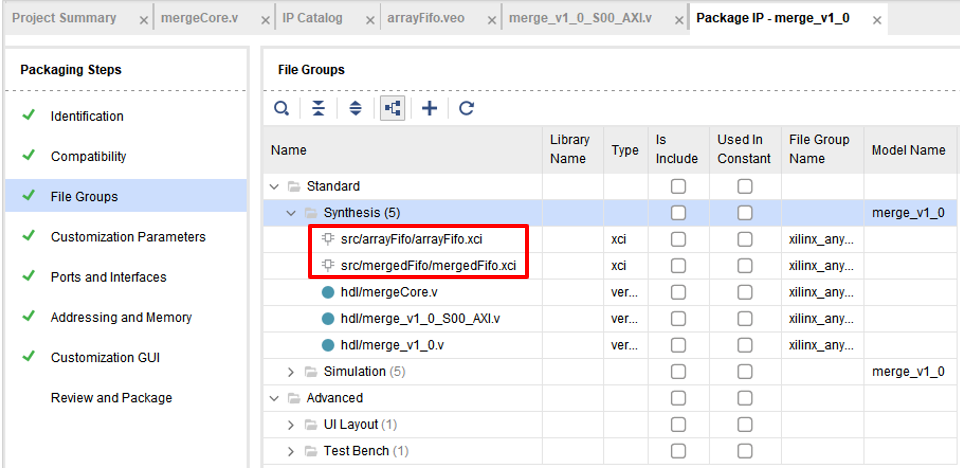 Project Summary × mergeCore.v × IP Catalog × arrayFifo.veo × merge_v1_0_S00_AXI.v × Package IP - merge_v1_0 ×
Packaging Steps
Identification
Compatibility
File Groups
Customization Parameters
Ports and Interfaces
Addressing and Memory
Customization GUI
Review and Package
File Groups
Name Library Name Type Is Include Used In Constant File Group Name Model Name
Standard
Synthesis (5) merge_v1_0
src/arrayFifo/arrayFifo.xci xci xilinx_any...
src/mergedFifo/mergedFifo.xci xci xilinx_any...
hdl/mergeCore.v ver... xilinx_any...
hdl/merge_v1_0_S00_AXI.v ver... xilinx_any...
hdl/merge_v1_0.v ver... xilinx_any...
Simulation (5) merge_v1_0
Advanced
UI Layout (1)
Test Bench (1)